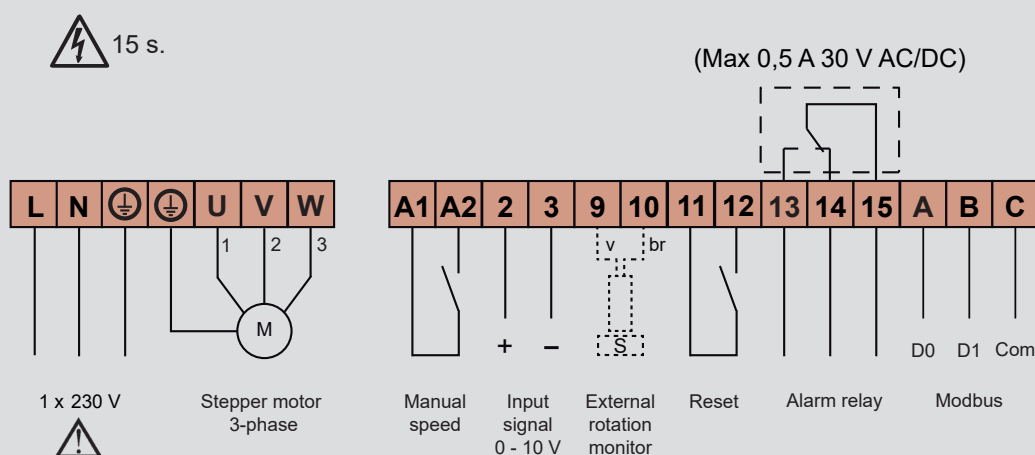 15 s.
(Max 0,5 A 30 V AC/DC)
L N U V W A1 A2 2 3 9 10 11 12 13 14 15 A B C
1 2 3 v br
M + – S D0 D1 Com
1 x 230 V
Stepper motor
3-phase
Manual
speed
Input
signal
0 - 10 V
External
rotation
monitor
Reset
Alarm relay
Modbus